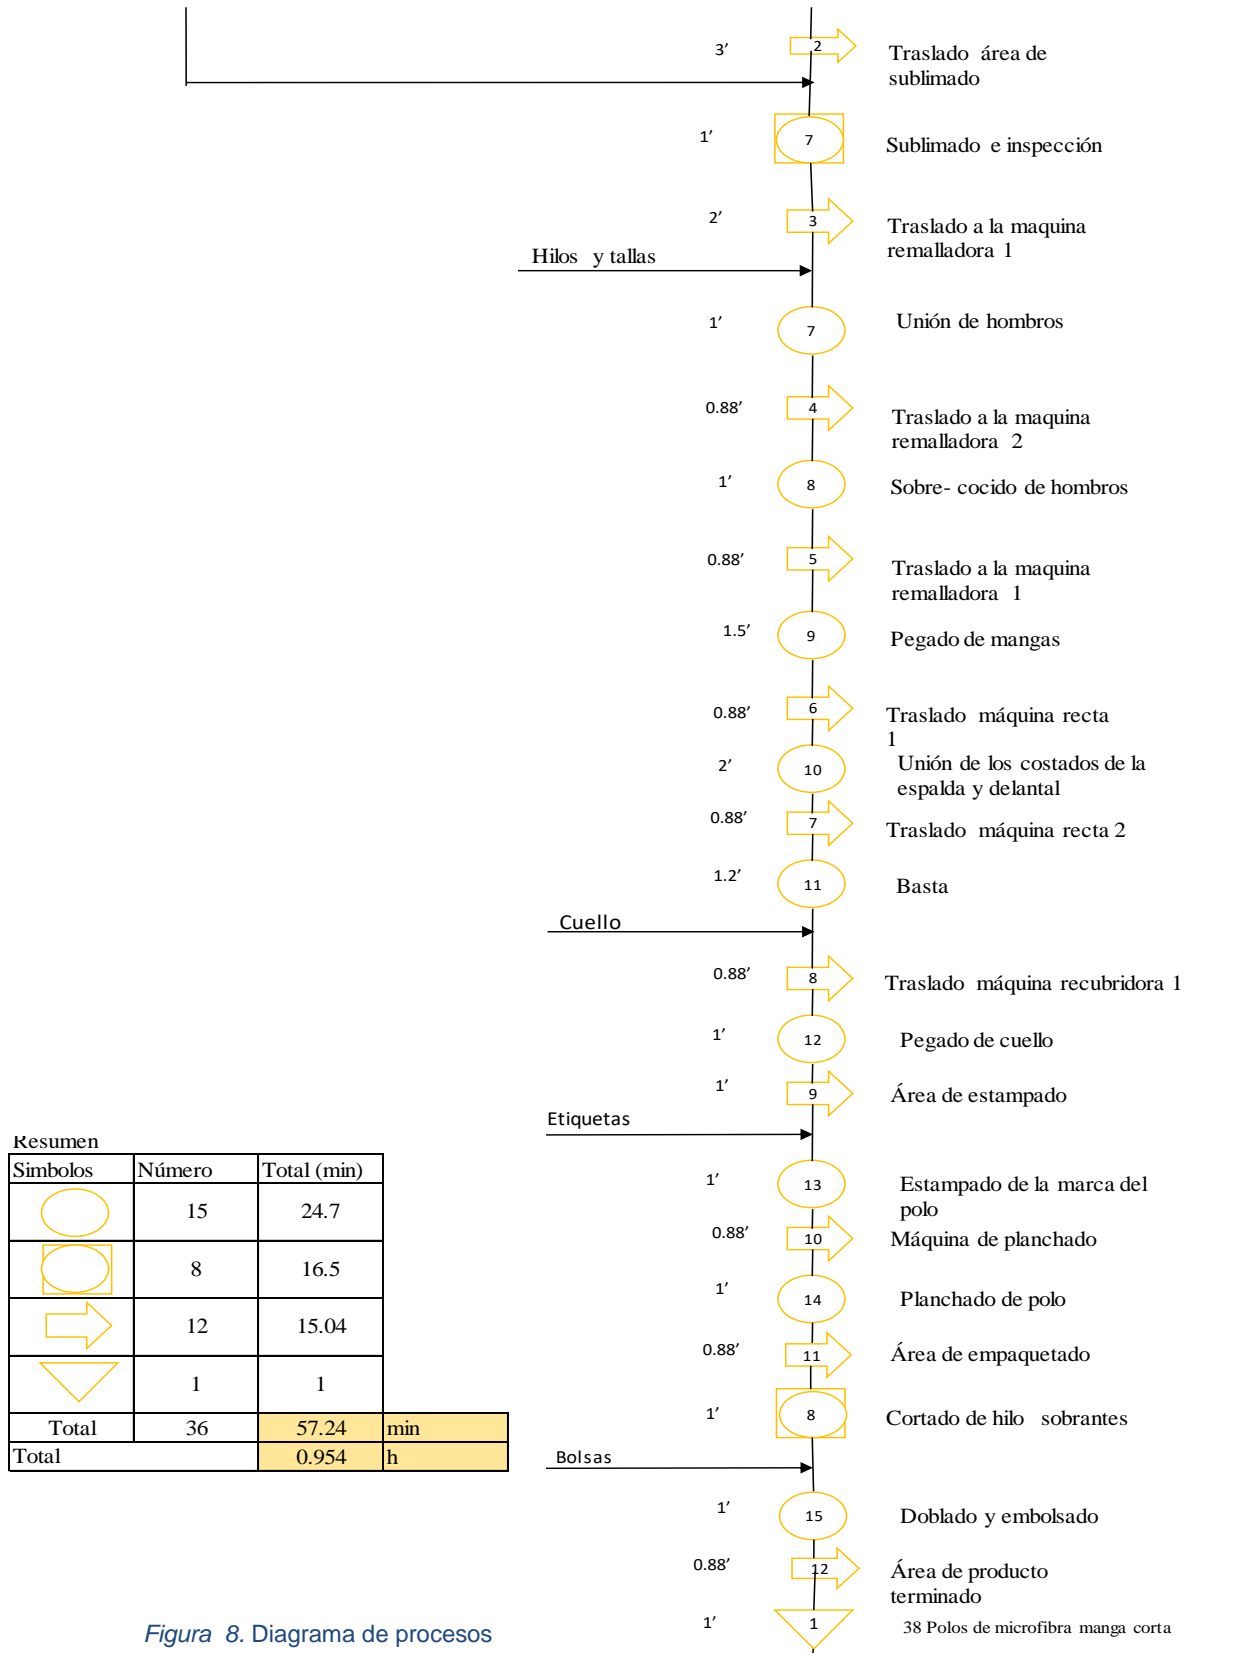 3’ 2 Traslado área de
sublimado
1’ 7 Sublimado e inspección
2’ 3 Traslado a la maquina
remalladora 1
Hilos y tallas
1’ 7 Unión de hombros
0.88’ 4 Traslado a la maquina
remalladora 2
1’ 8 Sobre- cocido de hombros
0.88’ 5 Traslado a la maquina
remalladora 1
1.5’ 9 Pegado de mangas
0.88’ 6 Traslado máquina recta
1
2’ 10 Unión de los costados de la
espalda y delantal
0.88’ 7 Traslado máquina recta 2
1.2’ 11 Basta
Cuello
0.88’ 8 Traslado máquina recubridora 1
1’ 12 Pegado de cuello
1’ 9 Área de estampado
Etiquetas
1’ 13 Estampado de la marca del
polo
0.88’ 10 Máquina de planchado
1’ 14 Planchado de polo
0.88’ 11 Área de empaquetado
1’ 8 Cortado de hilo sobrantes
Bolsas
1’ 15 Doblado y embolsado
0.88’ 12 Área de producto
terminado
1’ 1 38 Polos de microfibra manga corta
Resumen
Simbolos Número Total (min)
15 24.7
8 16.5
12 15.04
1 1
Total 36 57.24 min
Total 0.954 h
Figura 8. Diagrama de procesos